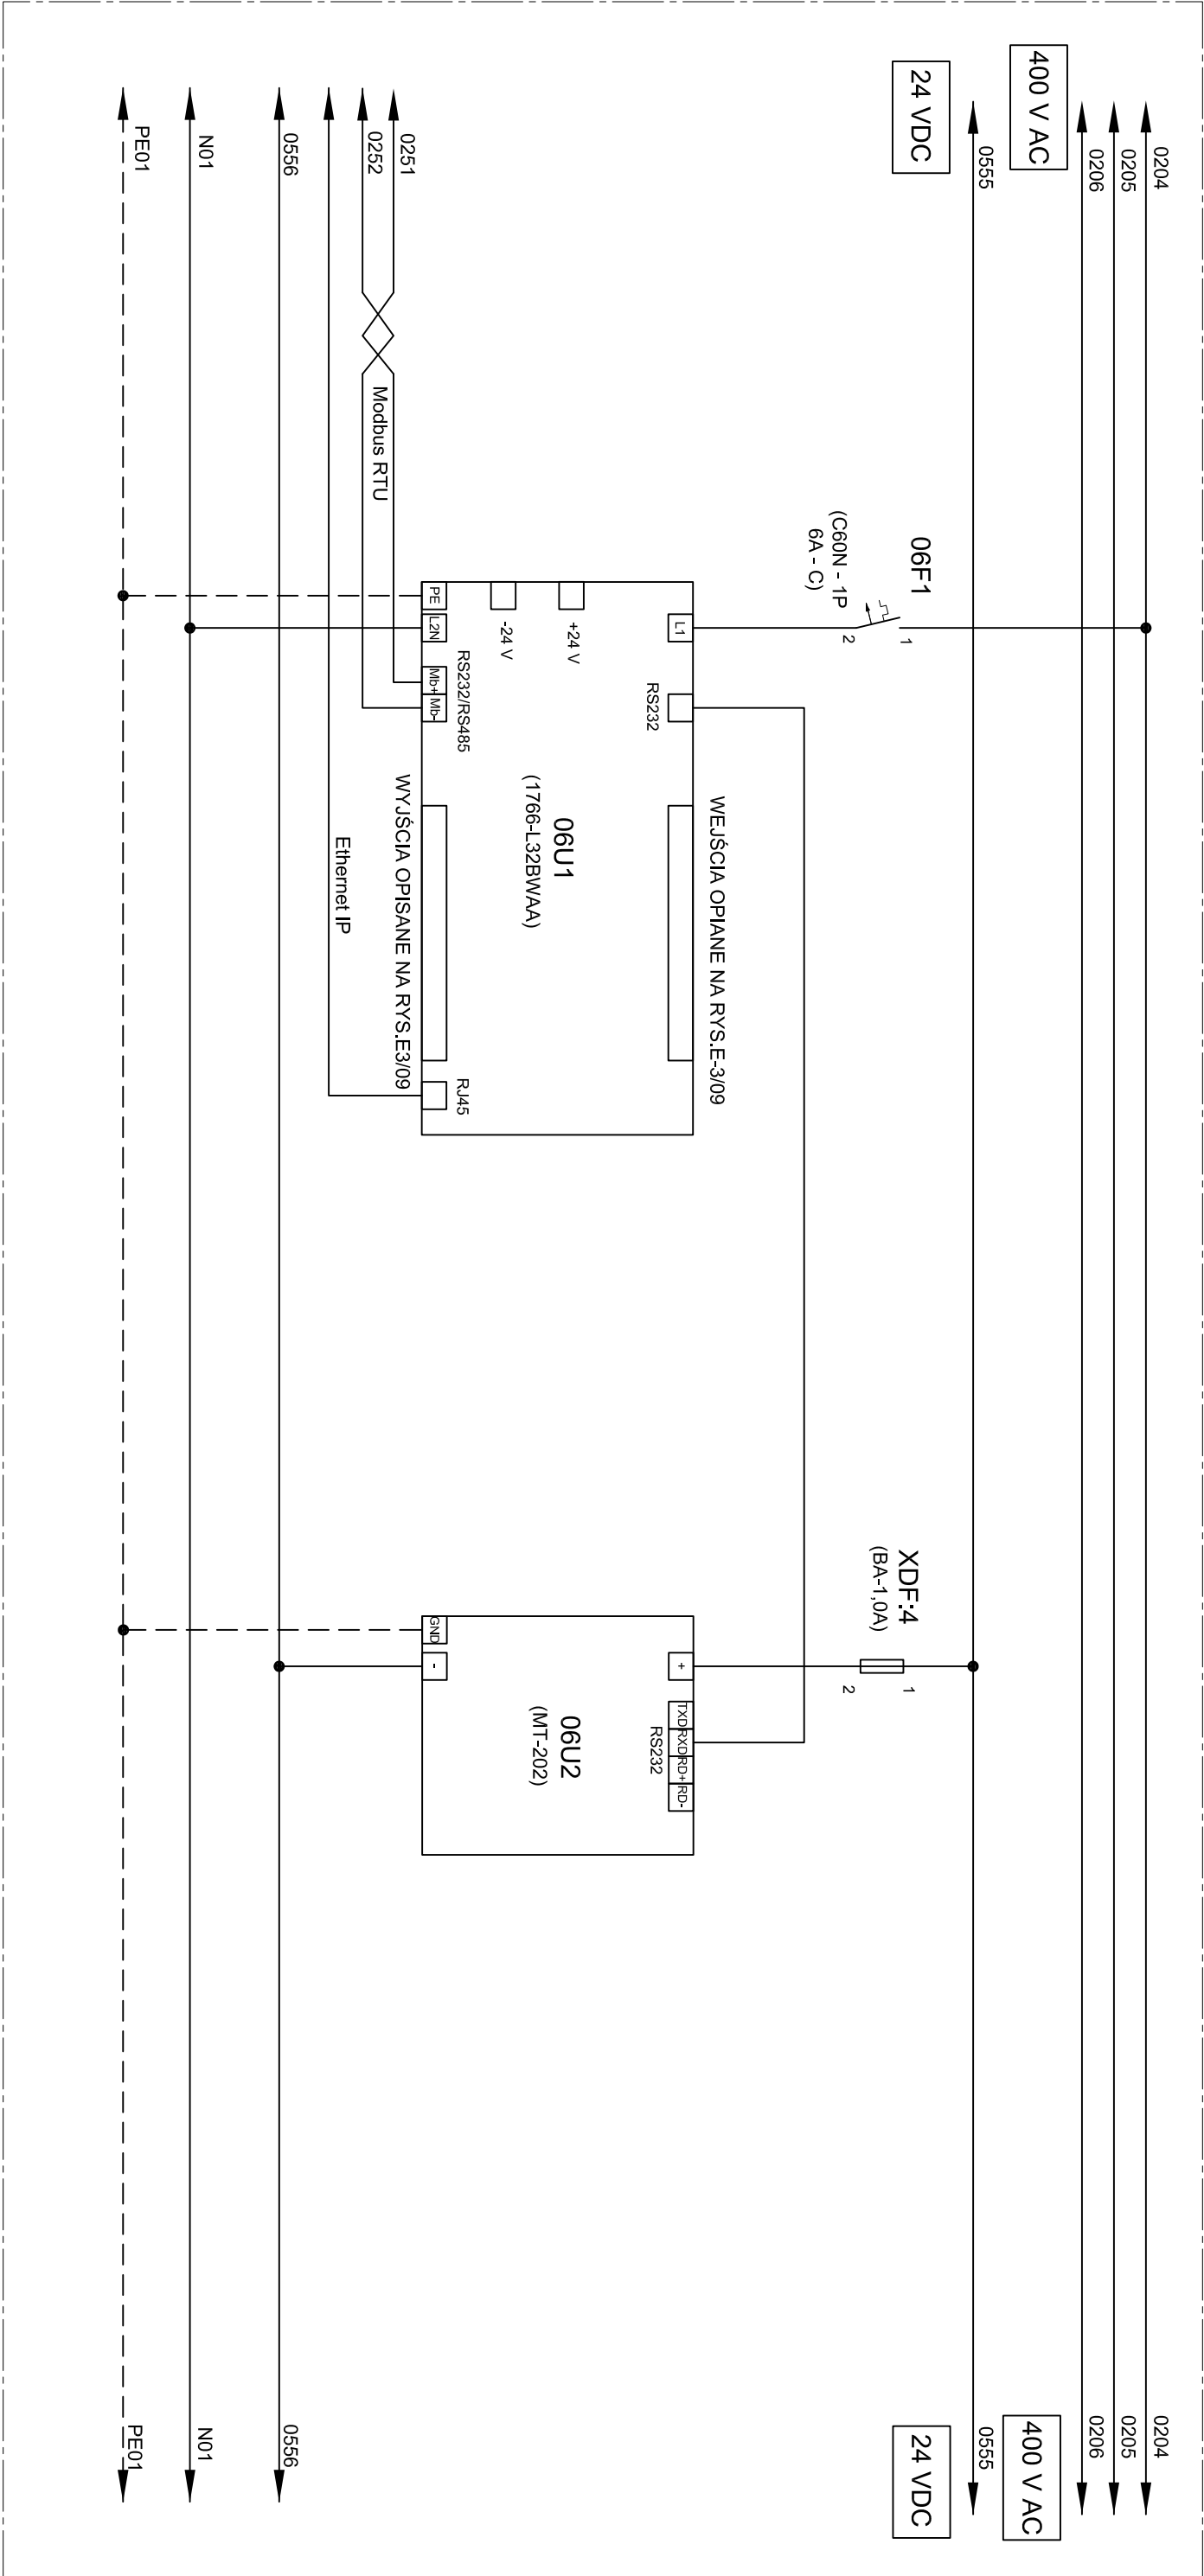 0204
0204
0205
0205
0206
0206
400 V AC
400 V AC
0555
0555
24 VDC
24 VDC
06F1
(C60N - 1P
6A - C)
1
2
XDF:4
(BA-1,0A)
1
2
WEJŚCIA OPIANE NA RYS.E-3/09
L1
RS232
+24 V
-24 V
06U1
(1766-L32BWAA)
RS232/RS485
RJ45
PE
L2N
Mb+
Mb-
WYJŚCIA OPISANE NA RYS.E3/09
+
TXD
RXD
RD+
RD-
RS232
06U2
(MT-202)
GND
-
0251
0252
Modbus RTU
Ethernet IP
0556
0556
N01
N01
PE01
PE01